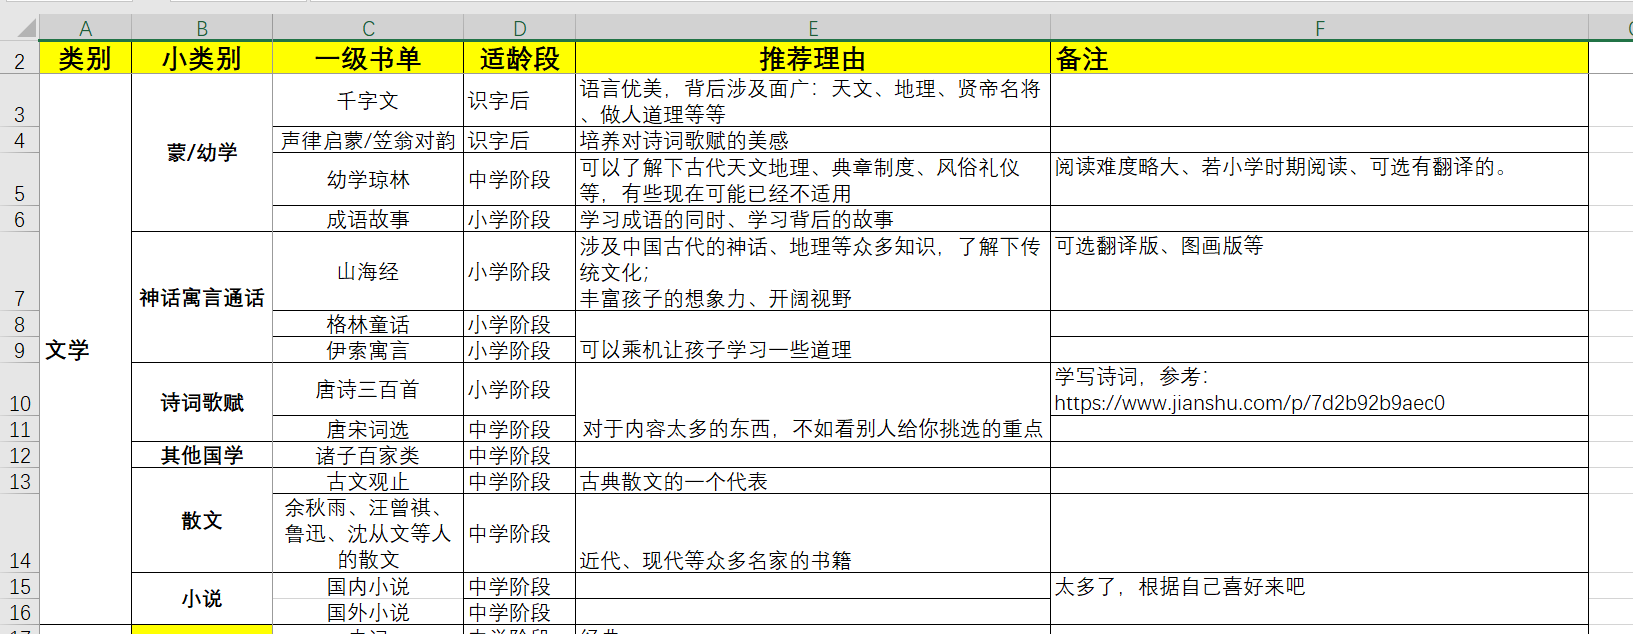 A B C D E F
2 类别 小类别 一级书单 适龄段 推荐理由 备注
3 千字文 识字后 语言优美，背后涉及面广：天文、地理、贤帝名将
、做人道理等等
4 声律启蒙/笠翁对韵 识字后 培养对诗词歌赋的美感
蒙/幼学
5 幼学琼林 中学阶段 可以了解下古代天文地理、典章制度、风俗礼仪 阅读难度略大、若小学时期阅读、可选有翻译的。
等，有些现在可能已经不适用
6 成语故事 小学阶段 学习成语的同时、学习背后的故事
7 山海经 小学阶段 涉及中国古代的神话、地理等众多知识，了解下传 可选翻译版、图画版等
统文化；
丰富孩子的想象力、开阔视野
神话寓言通话
8 格林童话 小学阶段
9 伊索寓言 小学阶段 可以乘机让孩子学习一些道理
文学
10 诗词歌赋 唐诗三百首 小学阶段 学写诗词，参考：
https://www.jianshu.com/p/7d2b92b9aec0
11 唐宋词选 中学阶段 对于内容太多的东西，不如看别人给你挑选的重点
12 其他国学 诸子百家类 中学阶段
13 古文观止 中学阶段 古典散文的一个代表
散文
14 余秋雨、汪曾祺、 中学阶段 近代、现代等众多名家的书籍
鲁迅、沈从文等人
的散文
15 小说 国内小说 中学阶段 太多了，根据自己喜好来吧
16 国外小说 中学阶段